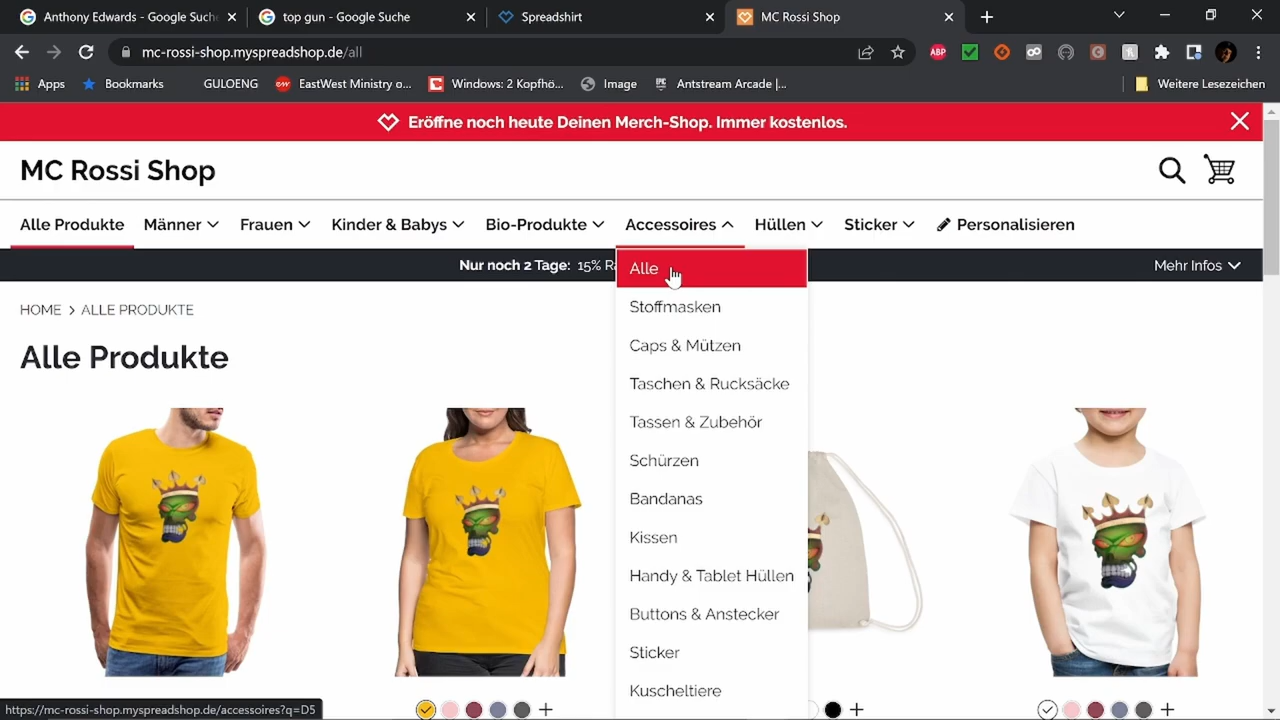 Anthony Edwards - Google Suche
top gun - Google Suche
Spreadshirt
MC Rossi Shop
mc-rossi-shop.myspreadshop.de/all
ABP
Apps
Bookmarks
GULOENG
EastWest Ministry o...
Windows: 2 Kopfhö...
Image
Antstream Arcade |...
Weitere Lesezeichen
Eröffne noch heute Deinen Merch-Shop. Immer kostenlos.
MC Rossi Shop
Alle Produkte
Männer
Frauen
Kinder & Babys
Bio-Produkte
Accessoires
Hüllen
Sticker
Personalisieren
Nur noch 2 Tage: 15%
Mehr Infos
Alle
Stoffmasken
Caps & Mützen
Taschen & Rucksäcke
Tassen & Zubehör
Schürzen
Bandanas
Kissen
Handy & Tablet Hüllen
Buttons & Anstecker
Sticker
Kuscheltiere
HOME > ALLE PRODUKTE
Alle Produkte
https://mc-rossi-shop.myspreadshop.de/accessoires?q=D5